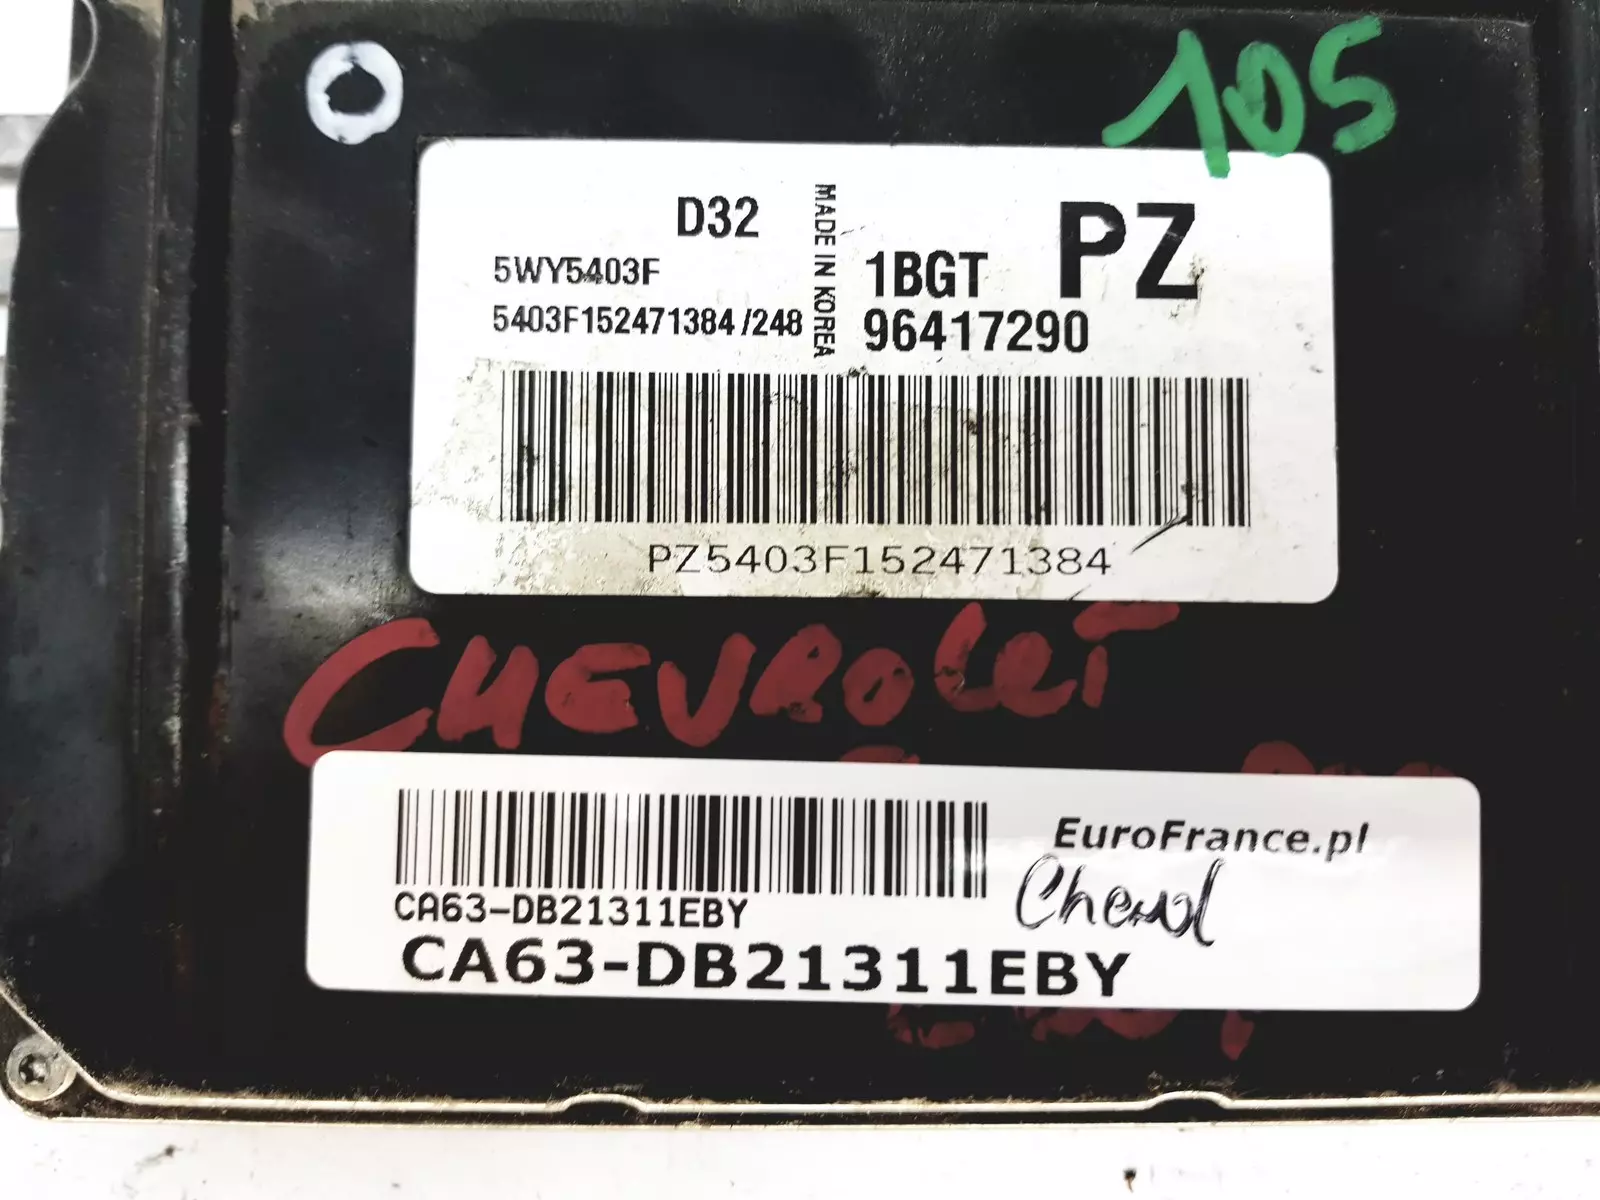 105
D32
MADE IN KOREA
5WY5403F
5403F152471384/248
1BGT
PZ
96417290
PZ5403F152471384
CHEVROLET
EuroFrance.pl
CA63-DB21311EBY
CA63-DB21311EBY